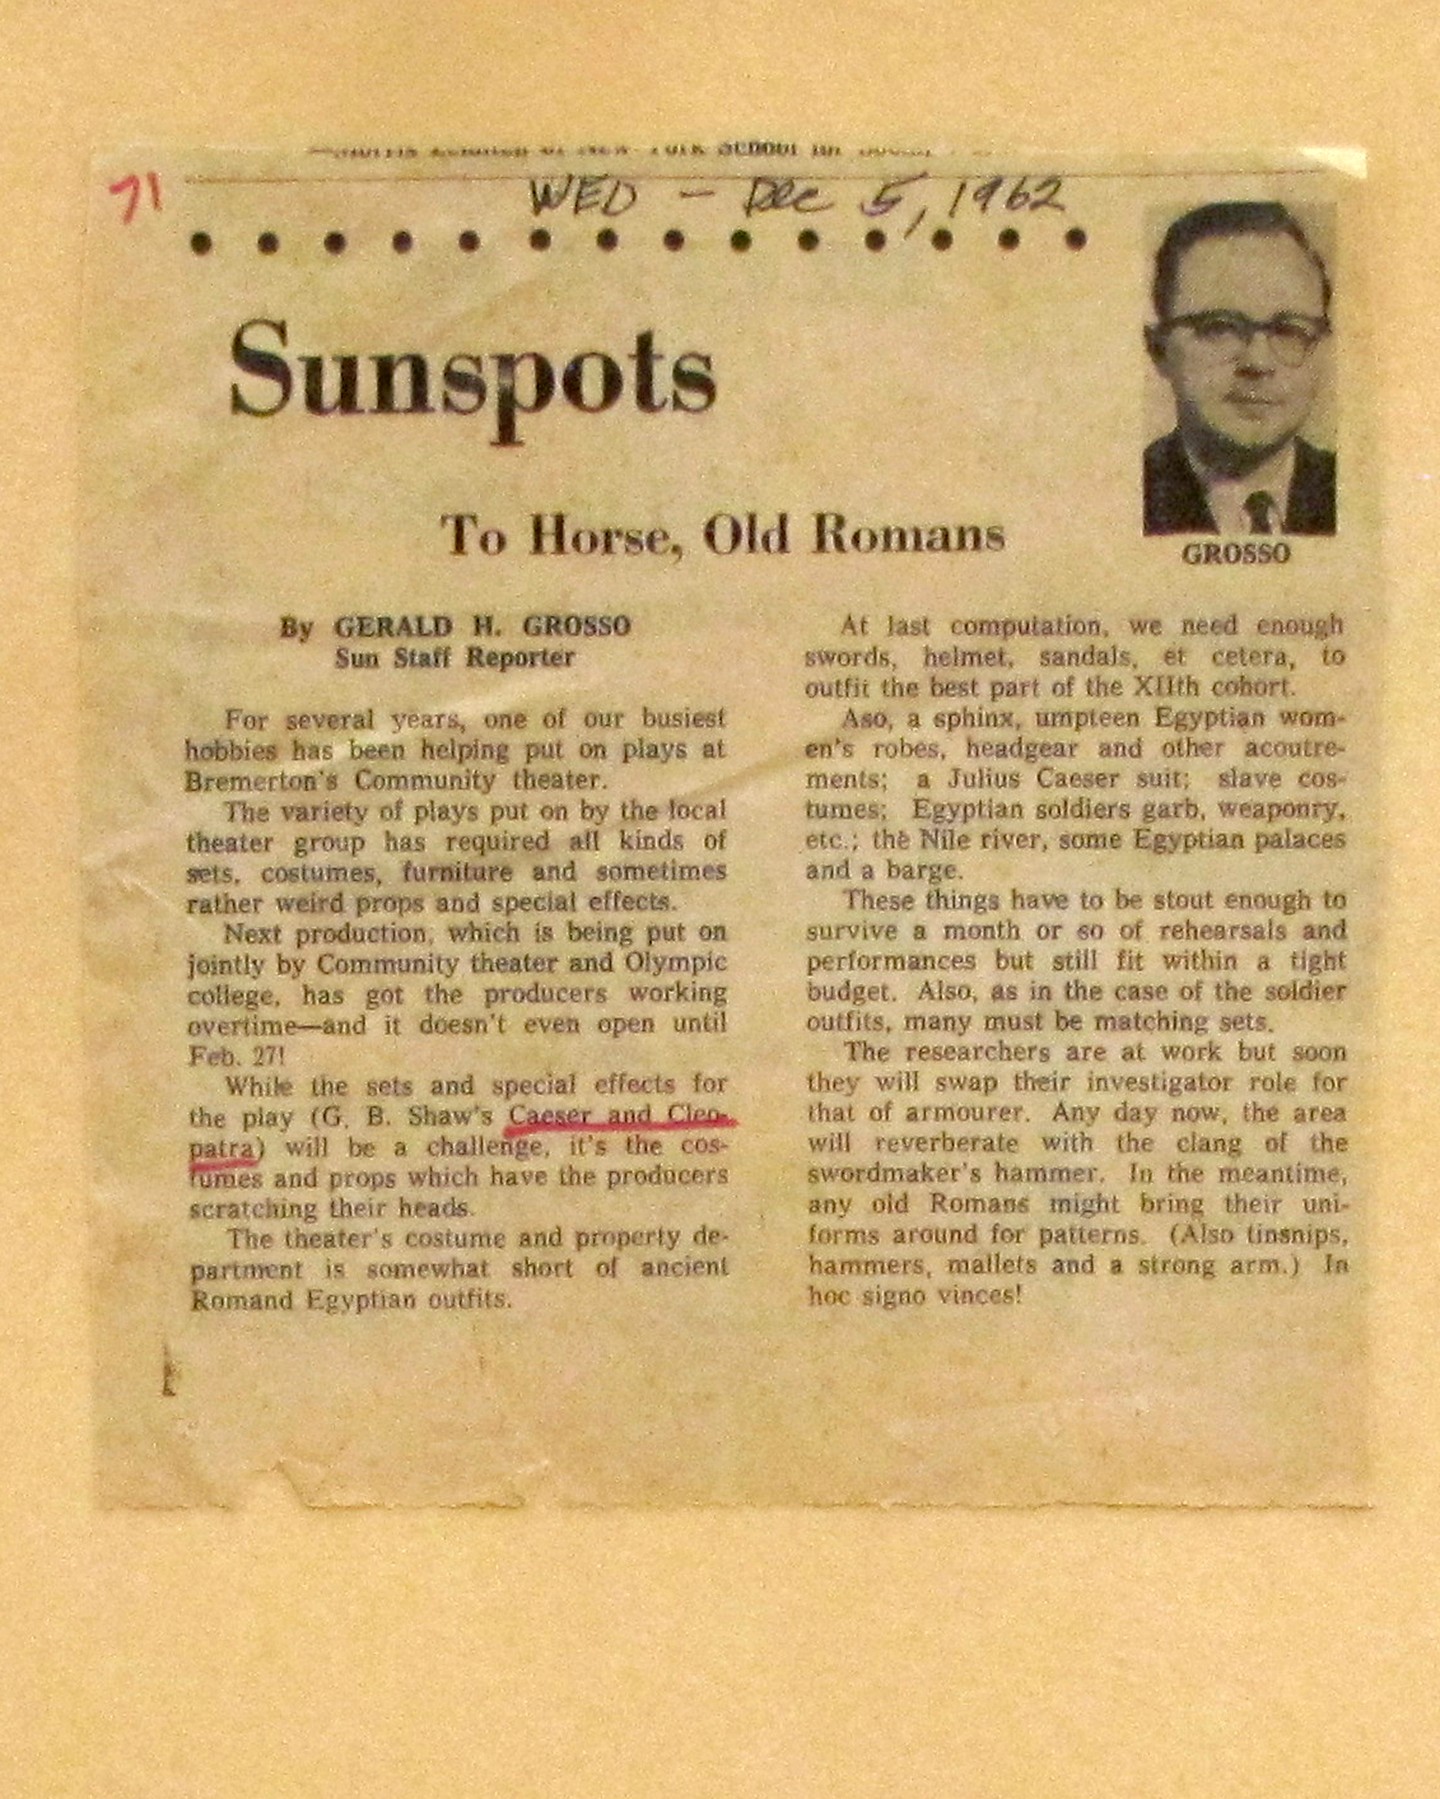 SCHOOL
71
WED - Dec 5, 1962
Sunspots
To Horse, Old Romans
GROSSO
By GERALD H. GROSSO
Sun Staff Reporter
For several years, one of our busiest
hobbies has been helping put on plays at
Bremerton's Community theater.
The variety of plays put on by the local
theater group has required all kinds of
sets, costumes, furniture and sometimes
rather weird props and special effects.
Next production, which is being put on
jointly by Community theater and Olympic
college, has got the producers working
overtime—and it doesn't even open until
Feb. 27!
While the sets and special effects for
the play (G. B. Shaw's Caeser and Cleo-
patra) will be a challenge, it's the cos-
tumes and props which have the producers
scratching their heads.
The theater's costume and property de-
partment is somewhat short of ancient
Romand Egyptian outfits.
At last computation, we need enough
swords, helmet, sandals, et cetera, to
outfit the best part of the XIIth cohort.
Aso, a sphinx, umpteen Egyptian wom-
en's robes, headgear and other acoutre-
ments; a Julius Caeser suit; slave cos-
tumes; Egyptian soldiers garb, weaponry,
etc.; the Nile river, some Egyptian palaces
and a barge.
These things have to be stout enough to
survive a month or so of rehearsals and
performances but still fit within a tight
budget. Also, as in the case of the soldier
outfits, many must be matching sets.
The researchers are at work but soon
they will swap their investigator role for
that of armourer. Any day now, the area
will reverberate with the clang of the
swordmaker's hammer. In the meantime,
any old Romans might bring their uni-
forms around for patterns. (Also tinsnips,
hammers, mallets and a strong arm.) In
hoc signo vinces!